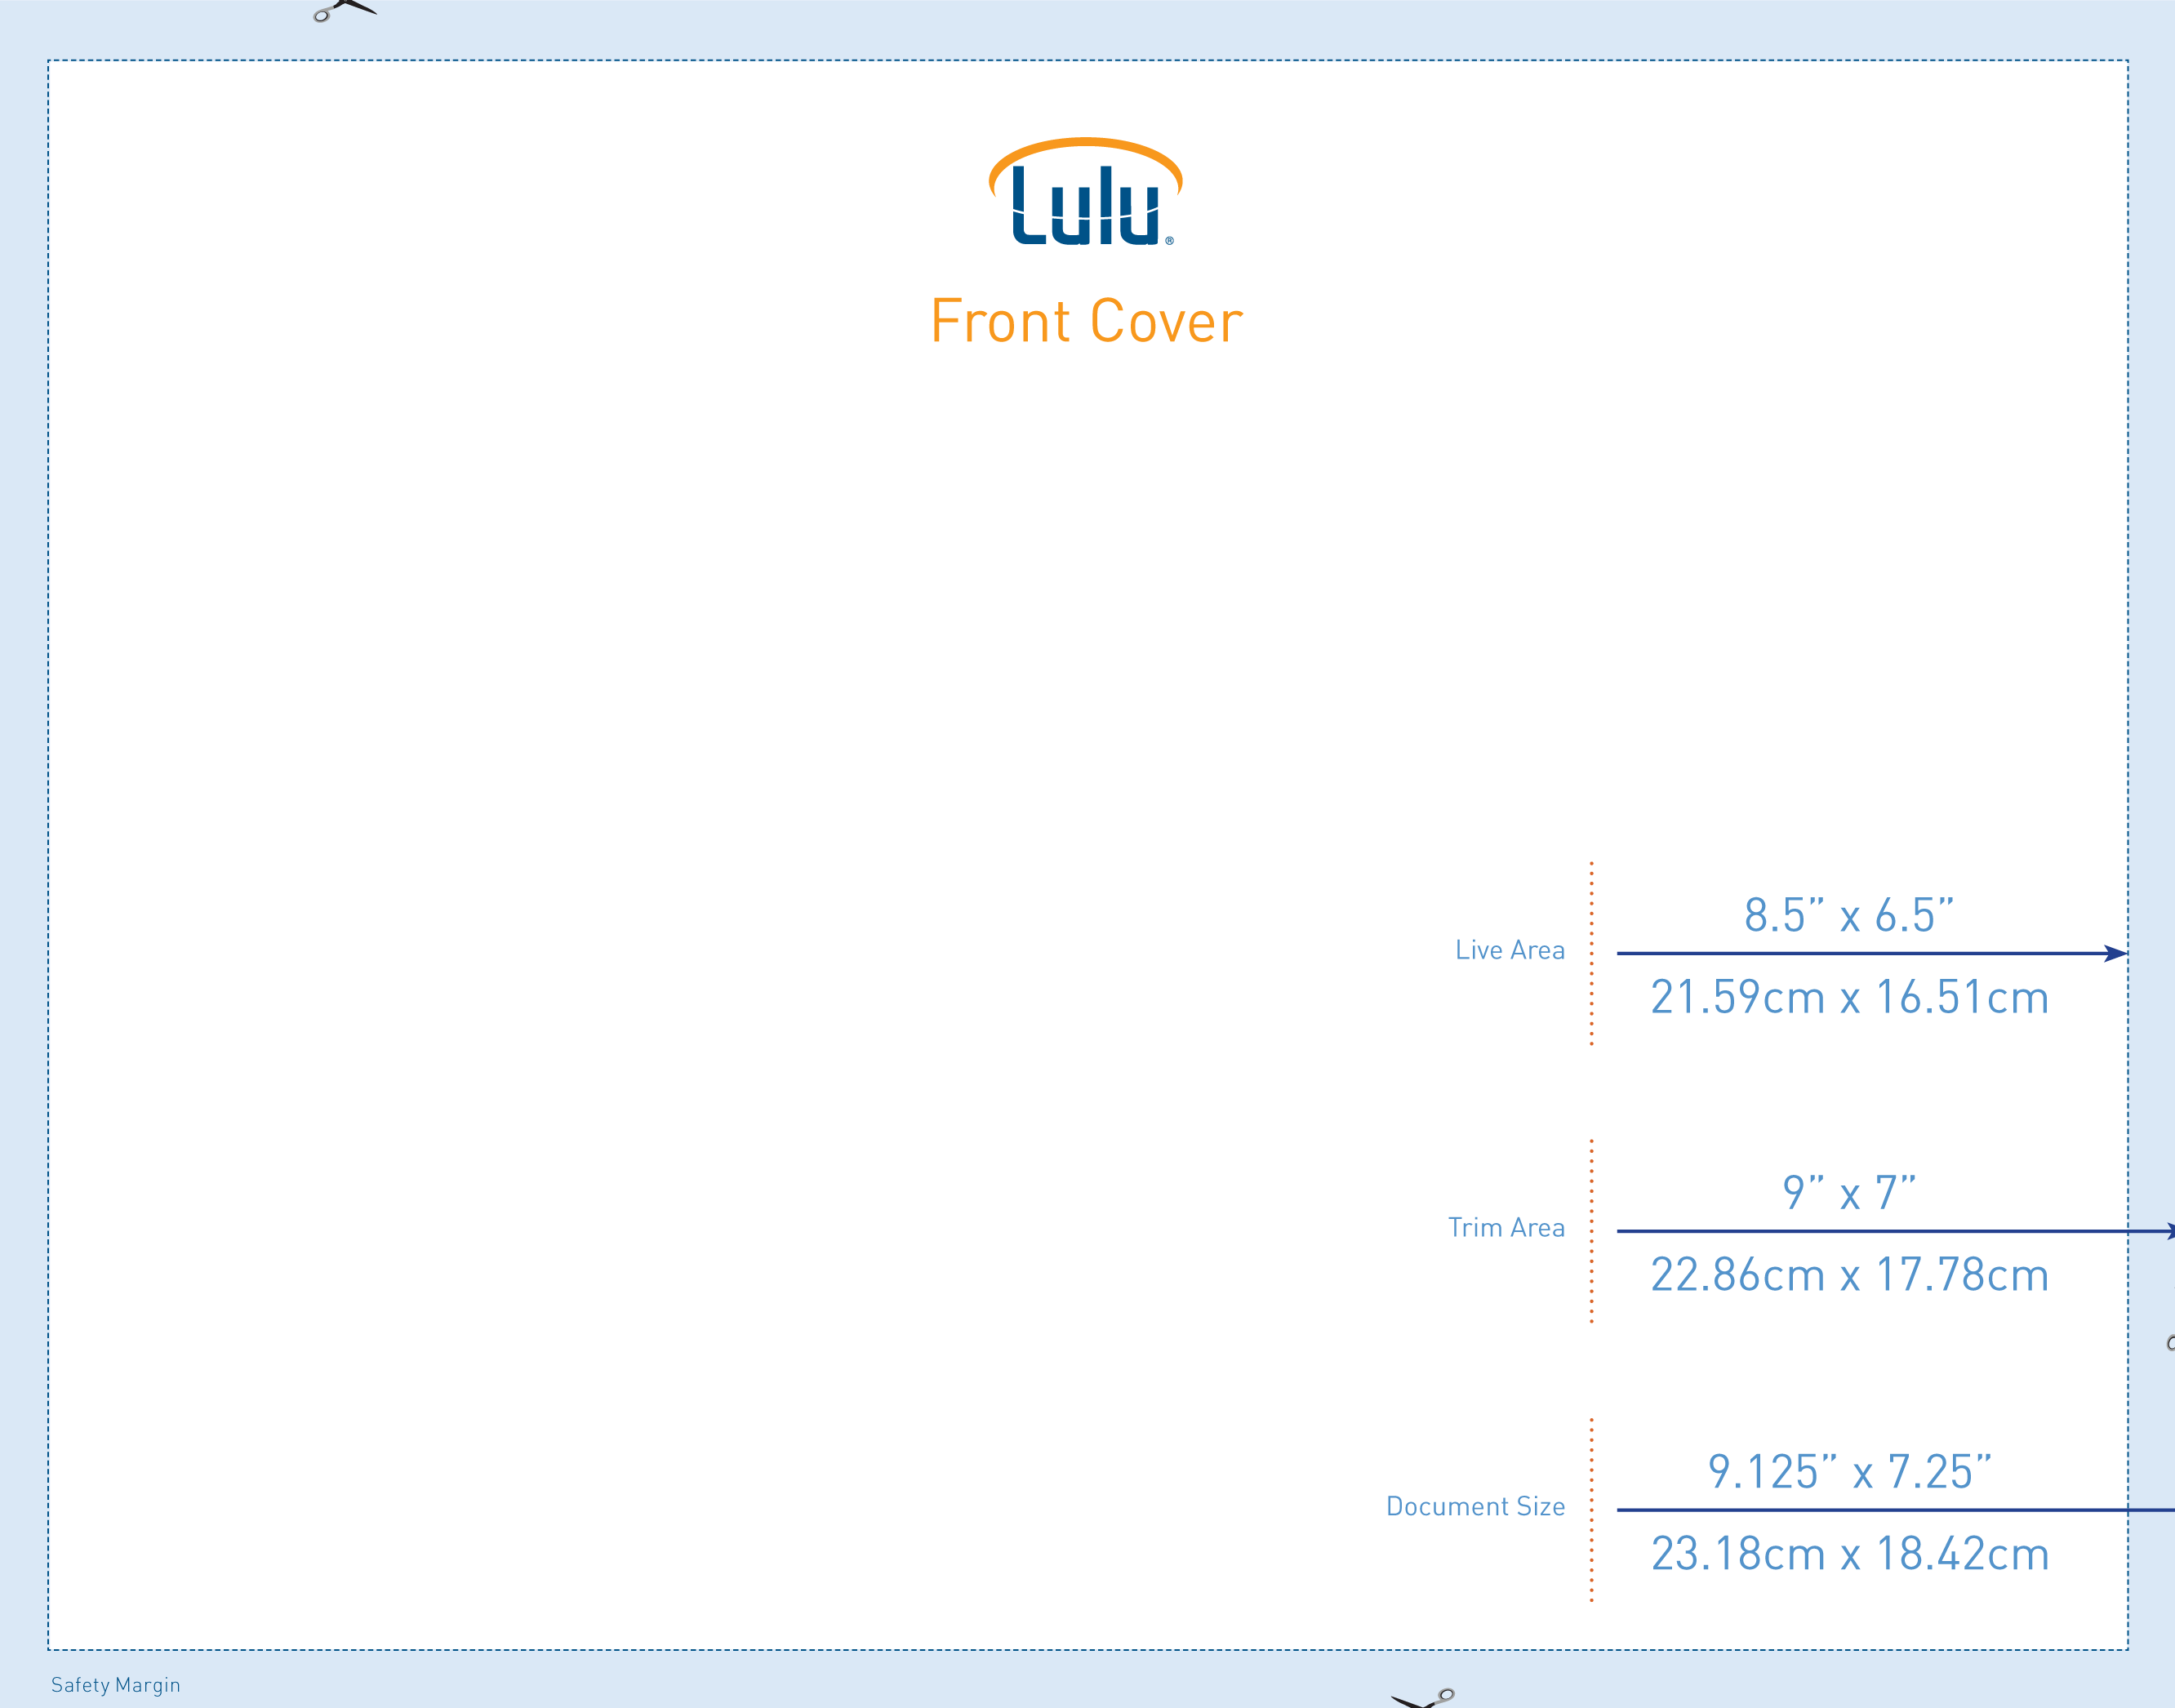 Lulu®
Front Cover
Live Area
8.5” x 6.5”
21.59cm x 16.51cm
Trim Area
9” x 7”
22.86cm x 17.78cm
Document Size
9.125” x 7.25”
23.18cm x 18.42cm
Safety Margin